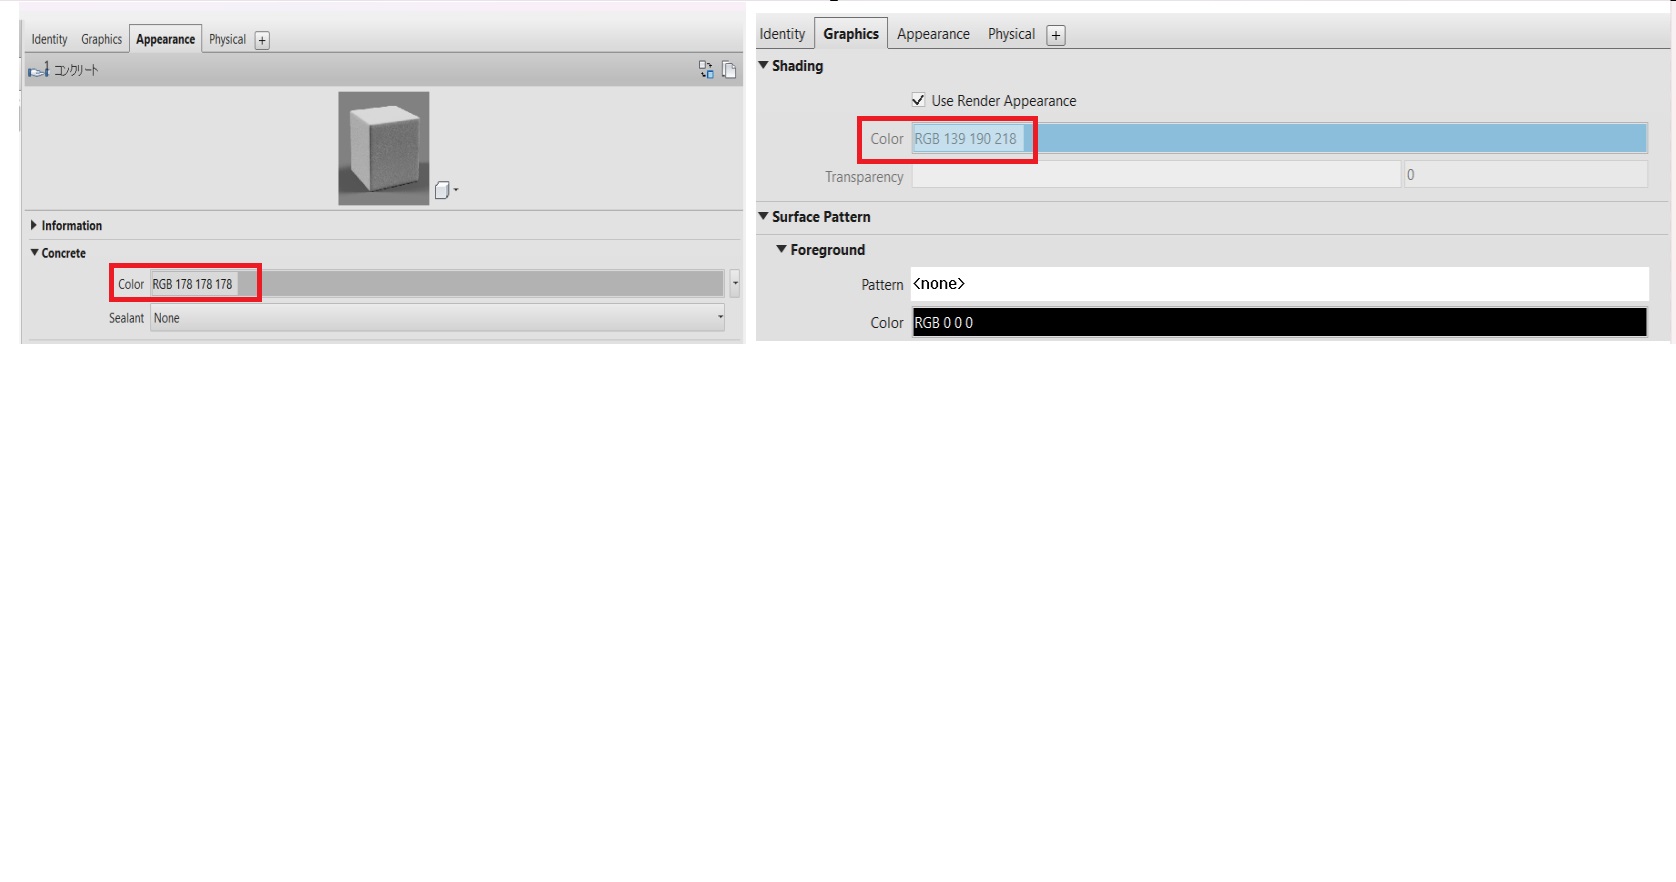 Identity Graphics Appearance Physical +
1 コンクリート
Information
Concrete
Color RGB 178 178 178
Sealant None
Identity Graphics Appearance Physical +
Shading
Use Render Appearance
Color RGB 139 190 218
Transparency 0
Surface Pattern
Foreground
Pattern <none>
Color RGB 0 0 0